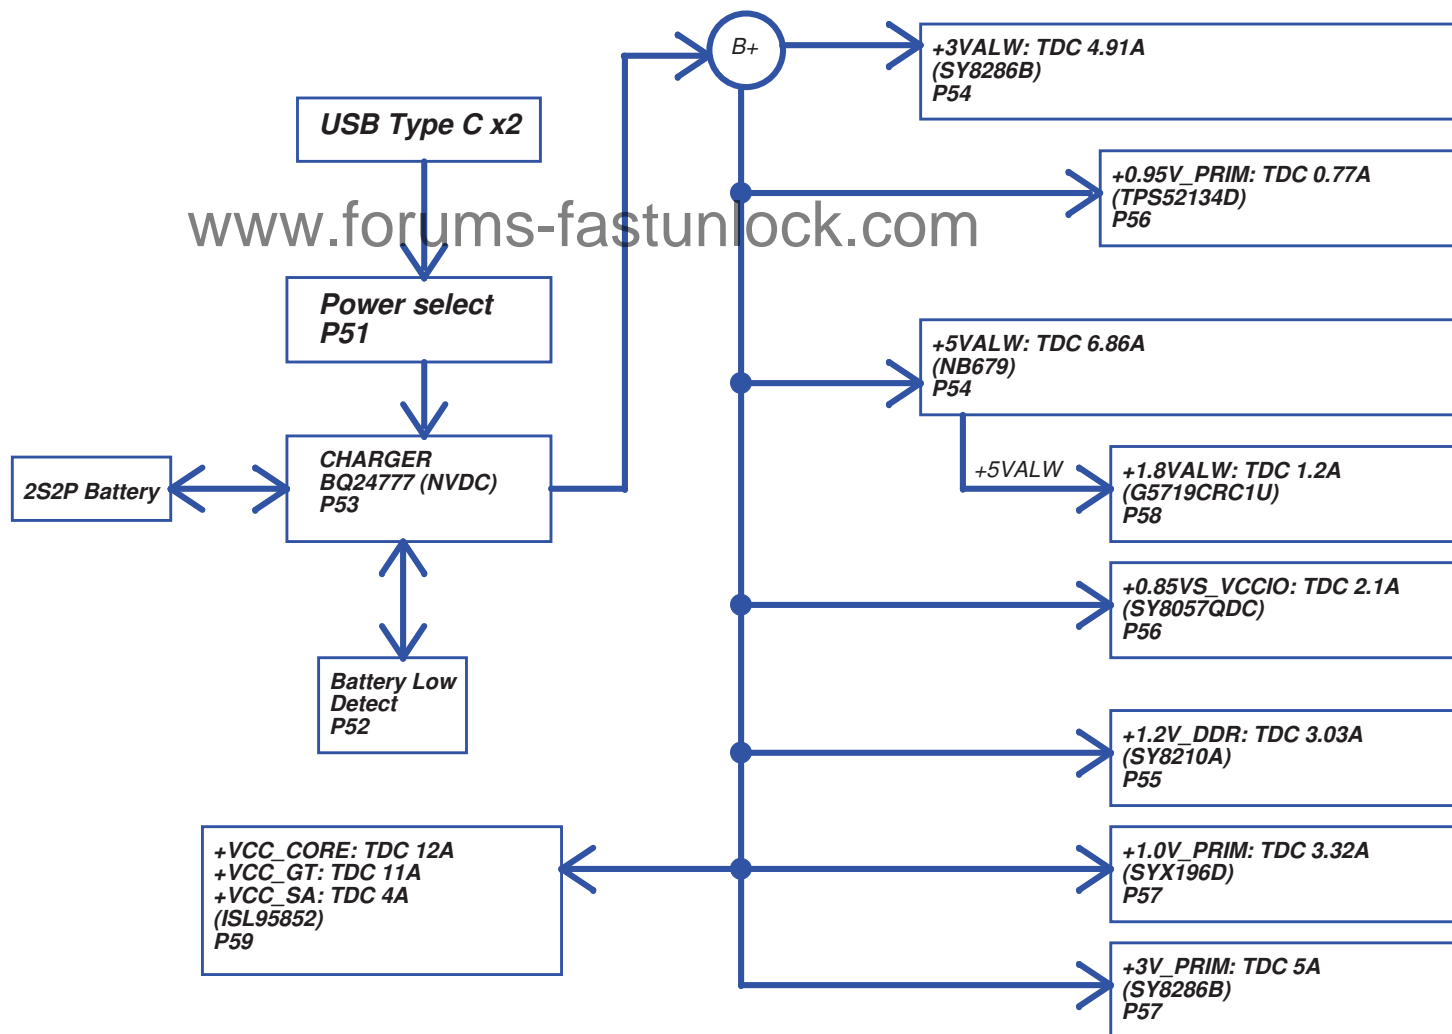 B+
+3VALW: TDC 4.91A
(SY8286B)
P54
USB Type C x2
+0.95V_PRIM: TDC 0.77A
(TPS52134D)
P56
www.forums-fastunlock.com
Power select
P51
+5VALW: TDC 6.86A
(NB679)
P54
CHARGER
BQ24777 (NVDC)
P53
2S2P Battery
+5VALW
+1.8VALW: TDC 1.2A
(G5719CRC1U)
P58
+0.85VS_VCCIO: TDC 2.1A
(SY8057QDC)
P56
Battery Low
Detect
P52
+1.2V_DDR: TDC 3.03A
(SY8210A)
P55
+VCC_CORE: TDC 12A
+VCC_GT: TDC 11A
+VCC_SA: TDC 4A
(ISL95852)
P59
+1.0V_PRIM: TDC 3.32A
(SYX196D)
P57
+3V_PRIM: TDC 5A
(SY8286B)
P57